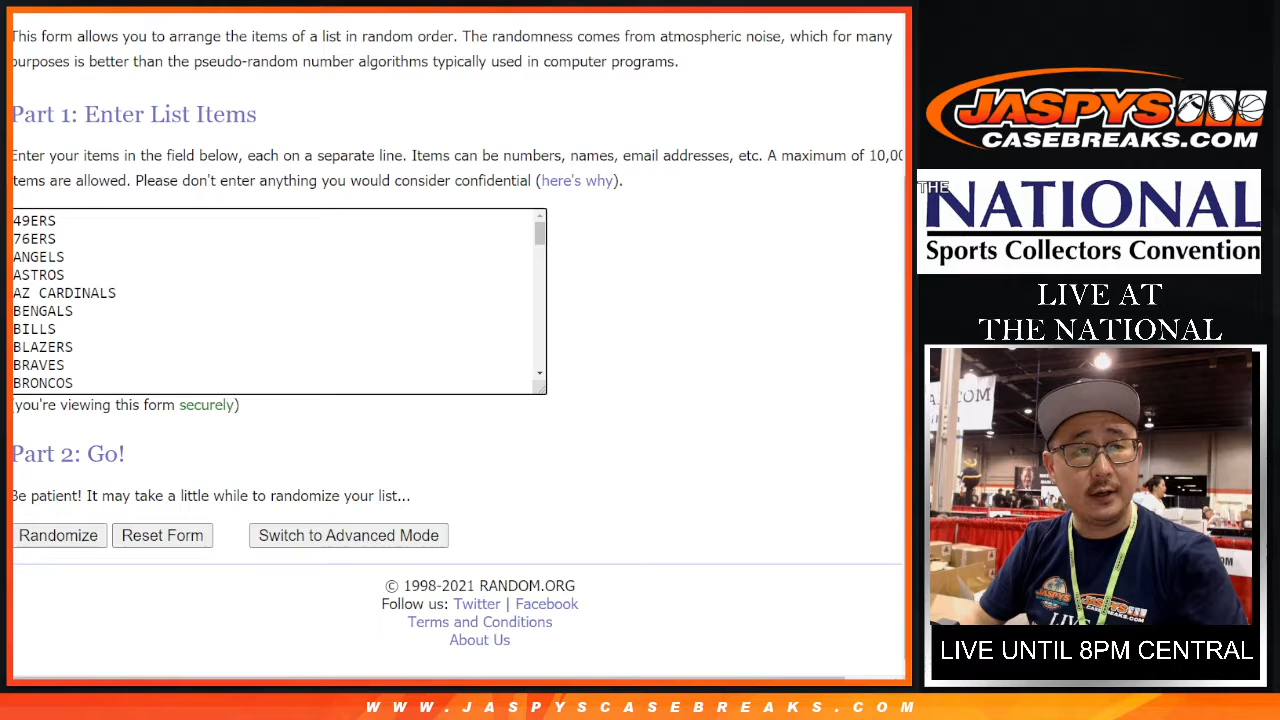 This form allows you to arrange the items of a list in random order. The randomness comes from atmospheric noise, which for many
purposes is better than the pseudo-random number algorithms typically used in computer programs.
Part 1: Enter List Items
Enter your items in the field below, each on a separate line. Items can be numbers, names, email addresses, etc. A maximum of 10,00
items are allowed. Please don't enter anything you would consider confidential (here's why).
49ERS
76ERS
ANGELS
ASTROS
AZ CARDINALS
BENGALS
BILLS
BLAZERS
BRAVES
BRONCOS
(you're viewing this form securely)
Part 2: Go!
Be patient! It may take a little while to randomize your list...
Randomize
Reset Form
Switch to Advanced Mode
© 1998-2021 RANDOM.ORG
Follow us: Twitter | Facebook
Terms and Conditions
About Us
JASPYS
CASEBREAKS.COM
THE
NATIONAL
Sports Collectors Convention
LIVE AT
THE NATIONAL
JASPYS
JASPYS
CASEBREAKS.COM
LIVE
LIVE UNTIL 8PM CENTRAL
WWW.JASPYSCASEBREAKS.COM